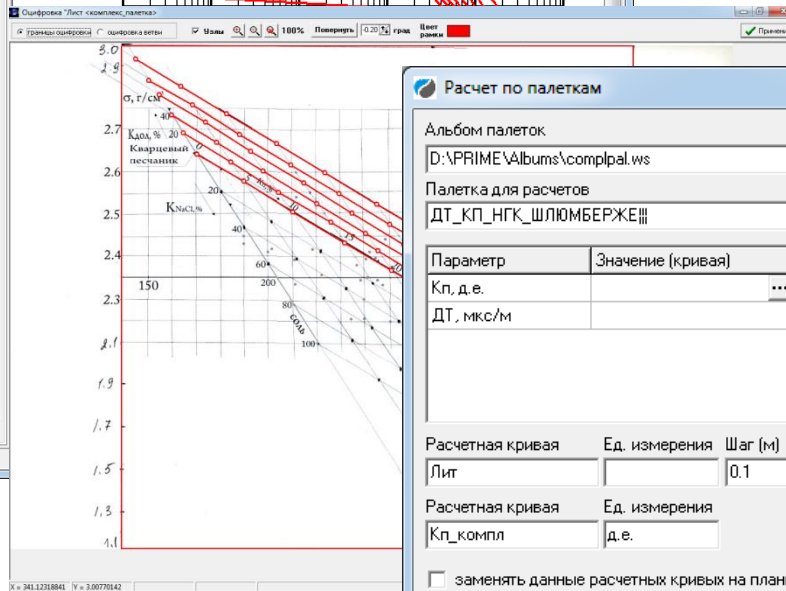 Оцифровка "Лист <комплекс_палетка>
границы оцифровки
оцифровка ветви
Узлы
100%
Повернуть
-0.20
град
Цвет
рамки
Примени
3.0
2.9
σ, г/см
40
2.7
Kдол, % 20
Кварцевый
песчаник
0
2.6
20
5
10
KNaCl,%
2.5
40
15
2.4
60
150
200
2.3
80
соль
2.1
100
1.9
1.7
1.5
1.3
1.1
X = 341.12318841 Y = 3.00770142
Расчет по палеткам
Альбом палеток
D:\PRIME\Albums\complpal.ws
Палетка для расчетов
ДТ_КП_НГК_ШЛЮМБЕРЖЕ¦¦¦
Параметр
Значение (кривая)
Кп, д.е.
...
ДТ, мкс/м
Расчетная кривая
Ед. измерения
Шаг (м)
Лит
0.1
Расчетная кривая
Ед. измерения
Кп_компл
д.е.
заменять данные расчетных кривых на план